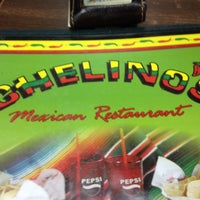 CHELINO'S
Mexican Restaurant
PEPSI PEPSI